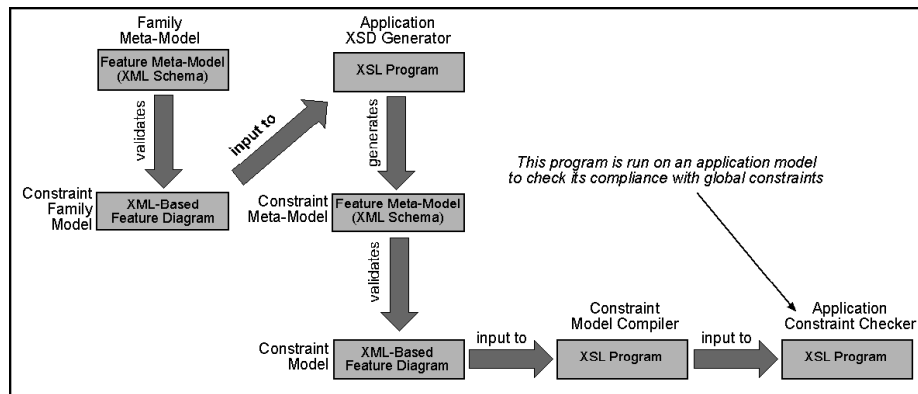 Family
Meta-Model
Feature Meta-Model
(XML Schema)
validates
Constraint
Family
Model
XML-Based
Feature Diagram
input to
Application
XSD Generator
XSL Program
generates
Constraint
Meta-Model
Feature Meta-Model
(XML Schema)
validates
Constraint
Model
XML-Based
Feature Diagram
input to
Constraint
Model Compiler
XSL Program
input to
This program is run on an application model
to check its compliance with global constraints
Application
Constraint Checker
XSL Program